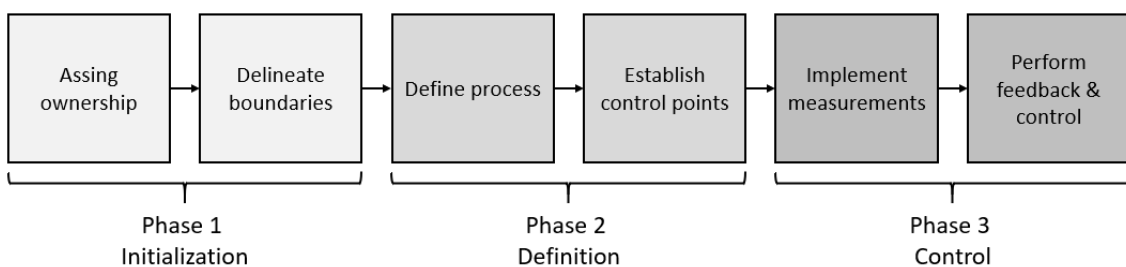 Assing
ownership
Delineate
boundaries
Define process
Establish
control points
Implement
measurements
Perform
feedback &
control
Phase 1
Initialization
Phase 2
Definition
Phase 3
Control